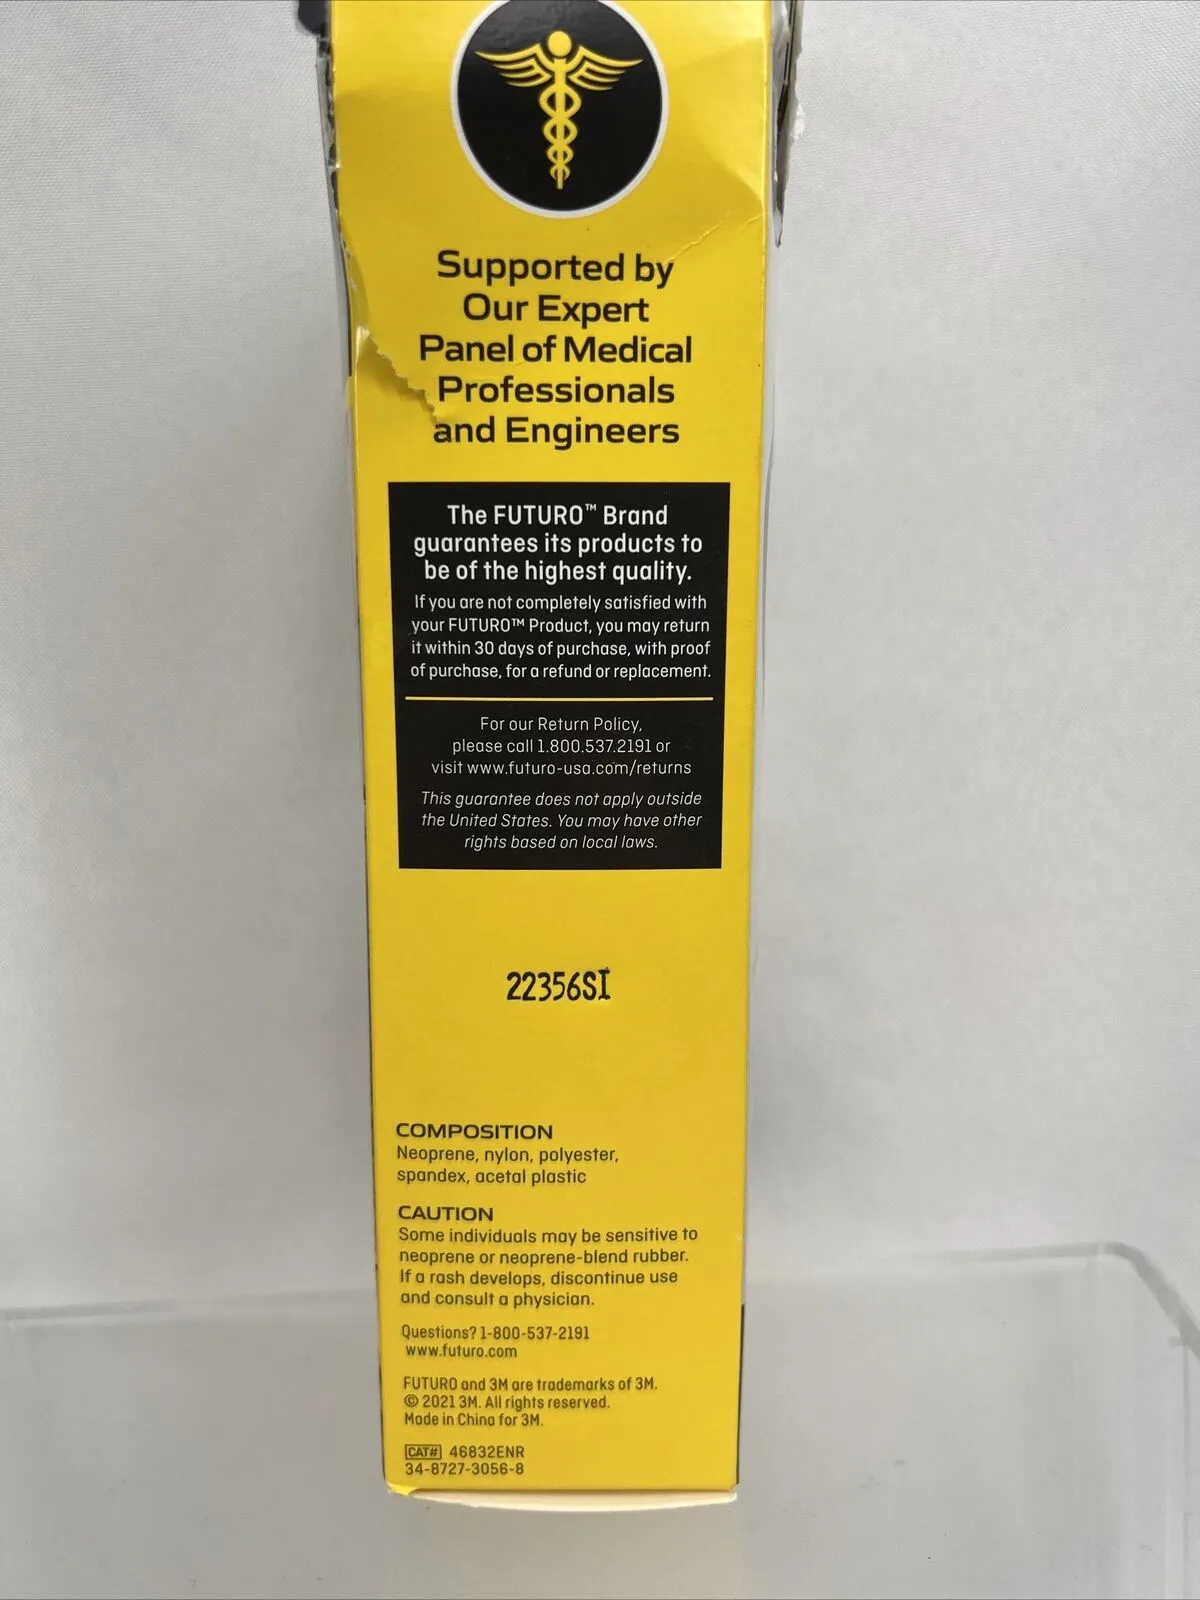 Supported by
Our Expert
Panel of Medical
Professionals
and Engineers
The FUTURO™ Brand
guarantees its products to
be of the highest quality.
If you are not completely satisfied with
your FUTURO™ Product, you may return
it within 30 days of purchase, with proof
of purchase, for a refund or replacement.
For our Return Policy,
please call 1.800.537.2191 or
visit www.futuro-usa.com/returns
This guarantee does not apply outside
the United States. You may have other
rights based on local laws.
22356SI
COMPOSITION
Neoprene, nylon, polyester,
spandex, acetal plastic
CAUTION
Some individuals may be sensitive to
neoprene or neoprene-blend rubber.
If a rash develops, discontinue use
and consult a physician.
Questions? 1-800-537-2191
www.futuro.com
FUTURO and 3M are trademarks of 3M.
© 2021 3M. All rights reserved.
Made in China for 3M.
CAT# 46832ENR
34-8727-3056-8